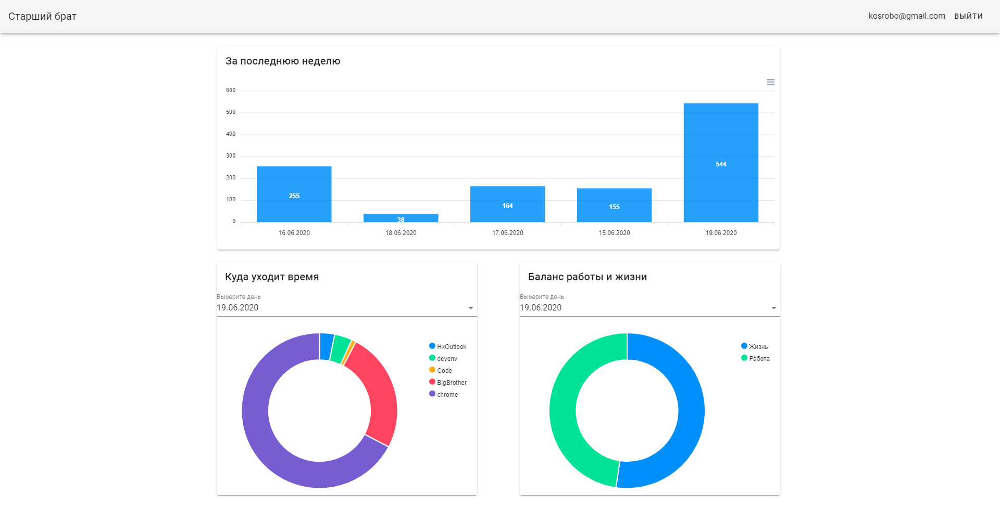 Старший брат
kosrobo@gmail.com ВЫЙТИ
За последнюю неделю
600
500
400
300
200
100
0
255
38
164
155
544
16.06.2020 18.06.2020 17.06.2020 15.06.2020 19.06.2020
Куда уходит время
Выберите день
19.06.2020
HxOutlook
devenv
Code
BigBrother
chrome
Баланс работы и жизни
Выберите день
19.06.2020
Жизнь
Работа